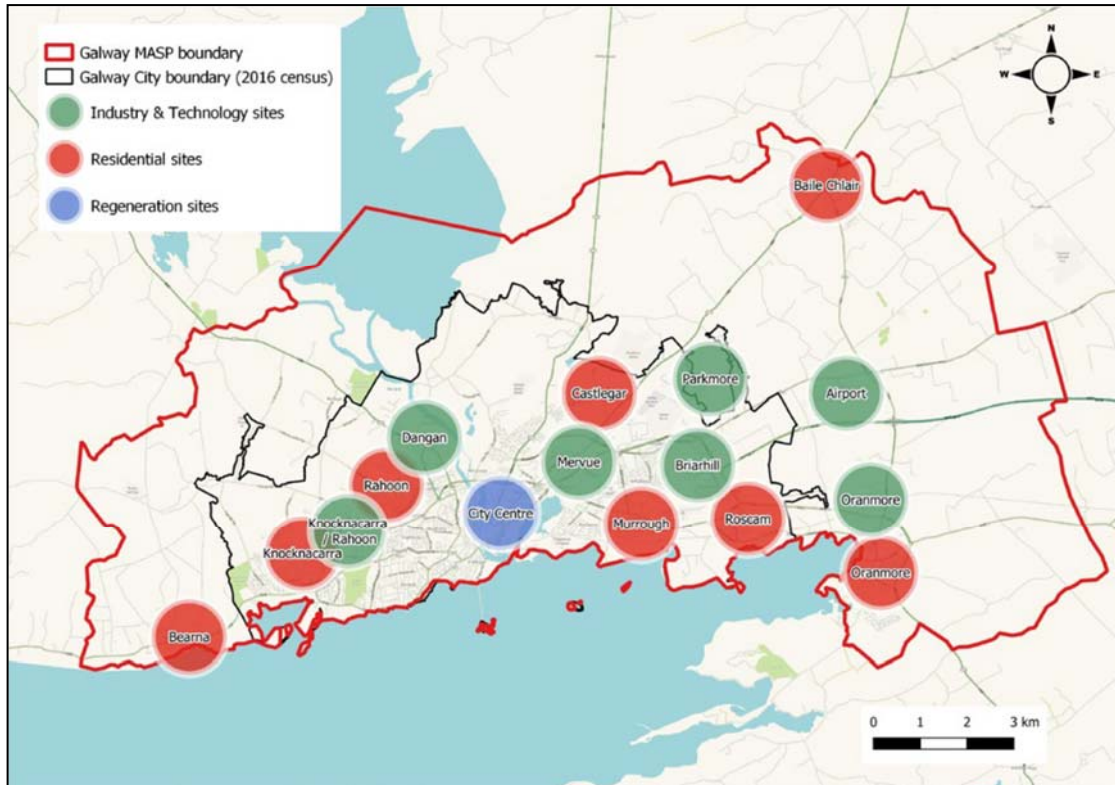 Galway MASP boundary
Galway City boundary (2016 census)
Industry & Technology sites
Residential sites
Regeneration sites
N
W
E
S
Baile Chlair
Castlegar
Parkmore
Airport
Dangan
Mervue
Briarhill
Rahoon
City Centre
Murrough
Roscam
Oranmore
Knocknacarra
/ Rahoon
Knocknacarra
Oranmore
Bearna
0 1 2 3 km